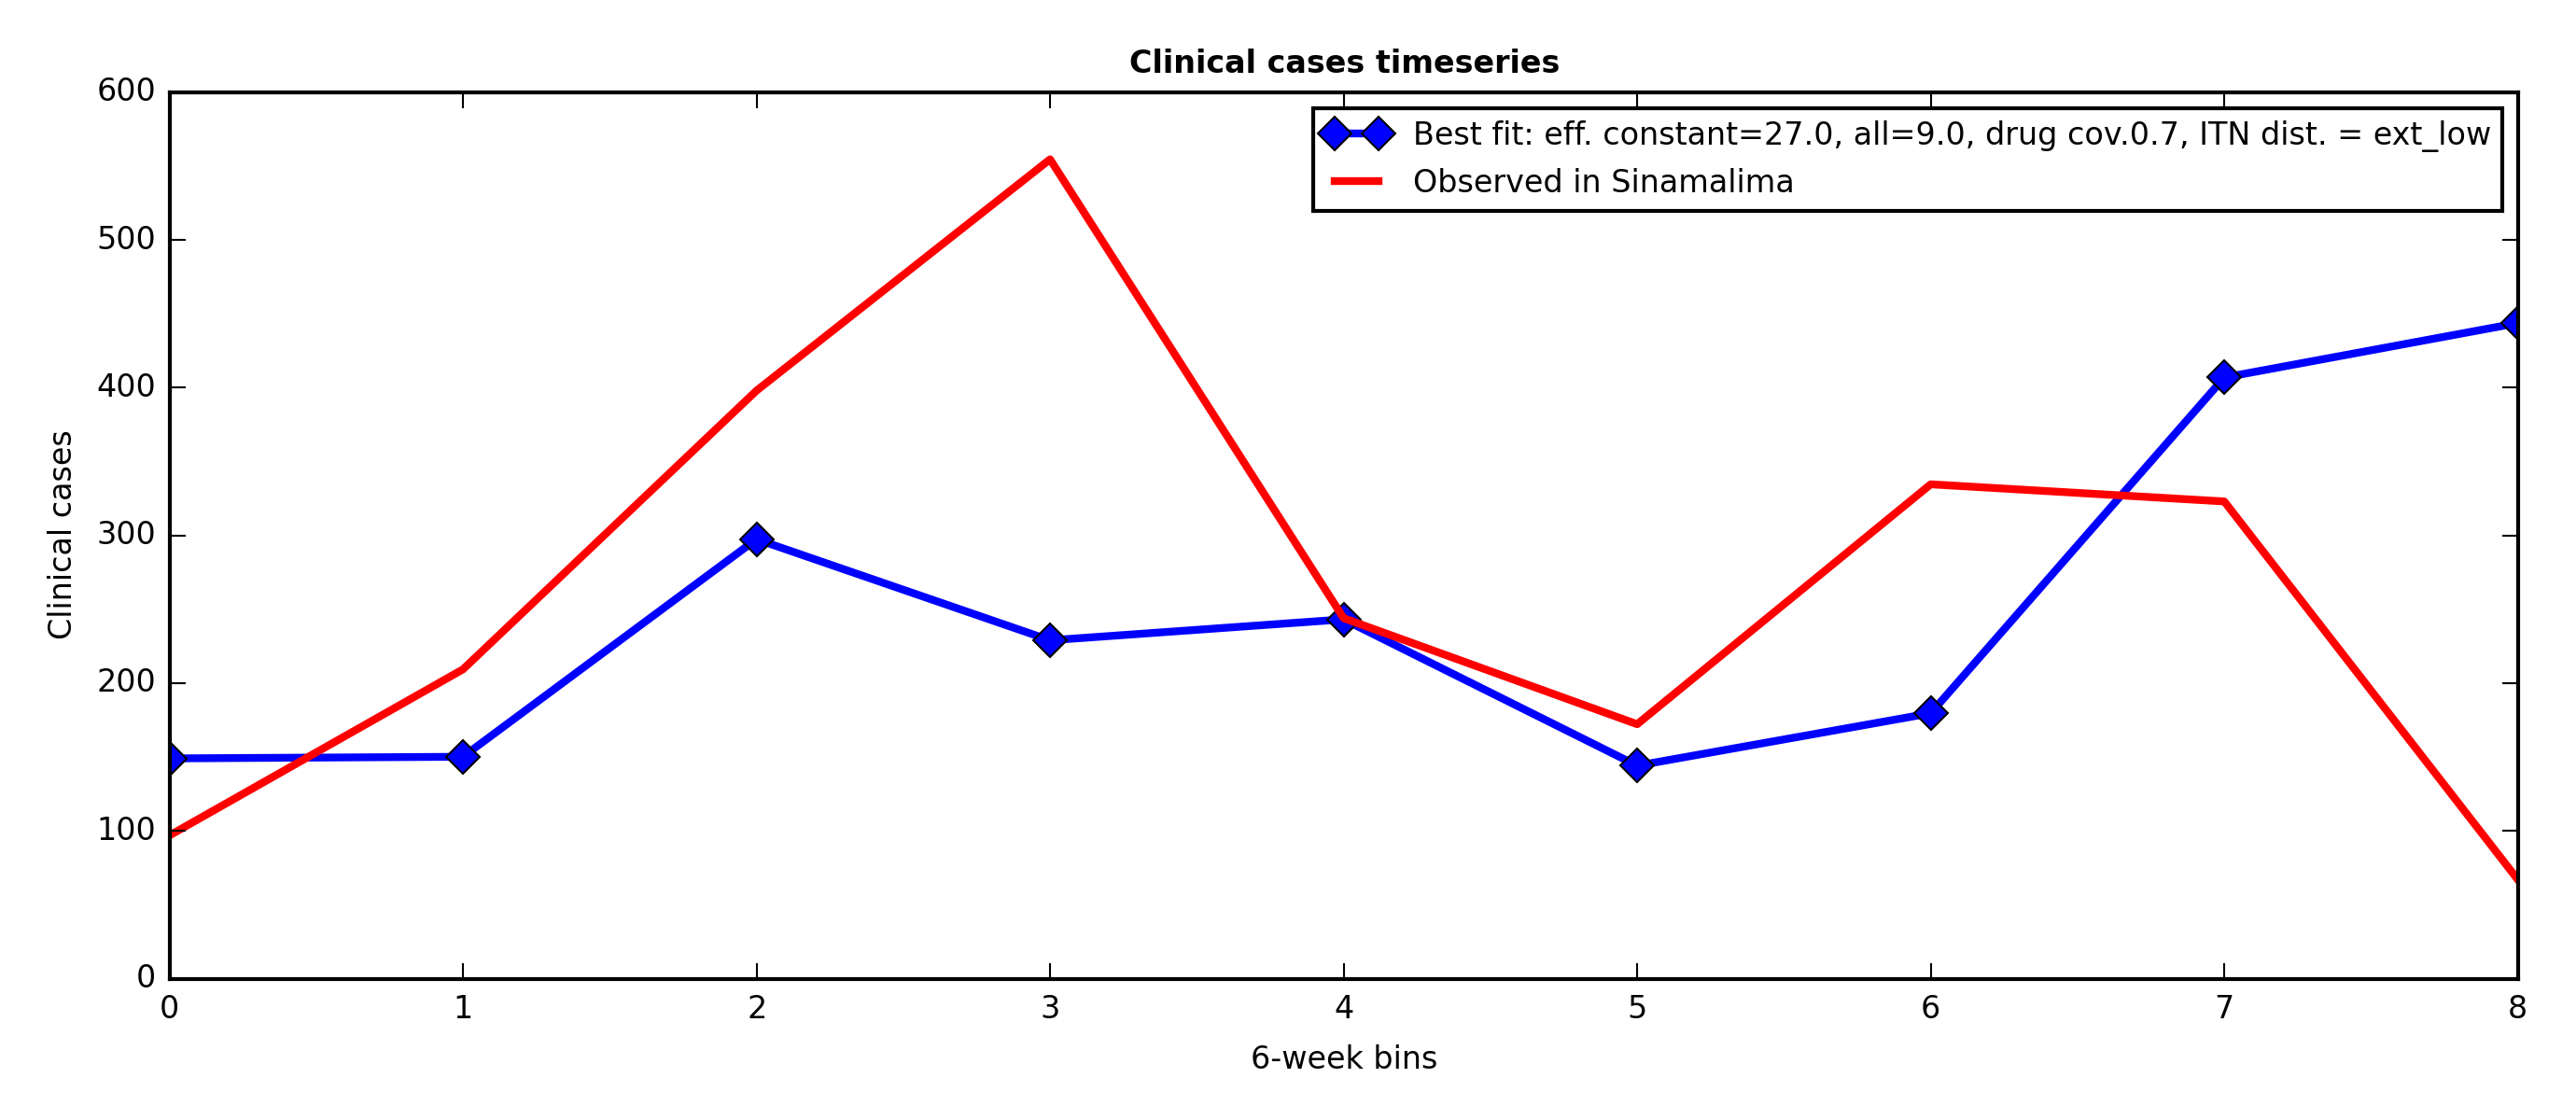 Clinical cases timeseries
Best fit: eff. constant=27.0, all=9.0, drug cov.0.7, ITN dist. = ext_low
Observed in Sinamalima
Clinical cases
600
500
400
300
200
100
0
0 1 2 3 4 5 6 7 8
6-week bins